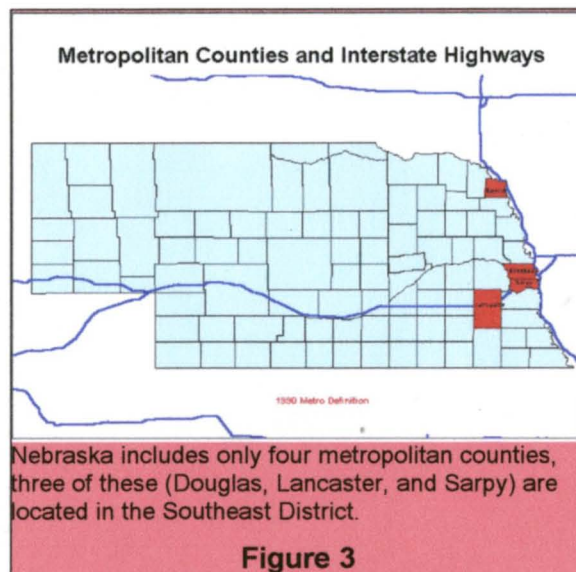 Metropolitan Counties and Interstate Highways
Lancaster
1990 Metro Definition
Nebraska includes only four metropolitan counties,
three of these (Douglas, Lancaster, and Sarpy) are
located in the Southeast District.
Figure 3